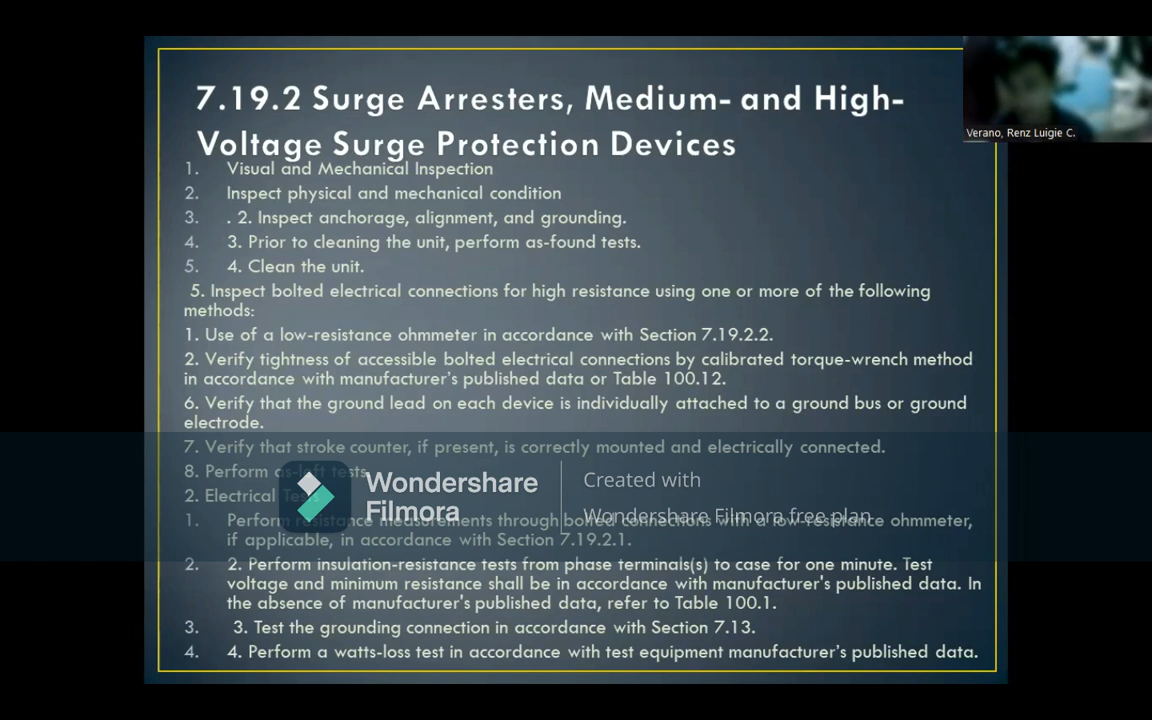 7.19.2 Surge Arresters, Medium- and High-
Voltage Surge Protection Devices
Verano, Renz Luigie C.
1. Visual and Mechanical Inspection
2. Inspect physical and mechanical condition
3. . 2. Inspect anchorage, alignment, and grounding.
4. 3. Prior to cleaning the unit, perform as-found tests.
5. 4. Clean the unit.
5. Inspect bolted electrical connections for high resistance using one or more of the following
methods:
1. Use of a low-resistance ohmmeter in accordance with Section 7.19.2.2.
2. Verify tightness of accessible bolted electrical connections by calibrated torque-wrench method
in accordance with manufacturer's published data or Table 100.12.
6. Verify that the ground lead on each device is individually attached to a ground bus or ground
electrode.
7. Verify that stroke counter, if present, is correctly mounted and electrically connected.
8. Perform as-left tests.
2. Electrical Tests
1. Perform resistance measurements through bolted connections with a low-resistance ohmmeter,
if applicable, in accordance with Section 7.19.2.1.
2. 2. Perform insulation-resistance tests from phase terminals(s) to case for one minute. Test
voltage and minimum resistance shall be in accordance with manufacturer's published data. In
the absence of manufacturer's published data, refer to Table 100.1.
3. 3. Test the grounding connection in accordance with Section 7.13.
4. 4. Perform a watts-loss test in accordance with test equipment manufacturer's published data.
Wondershare
Filmora
Created with
Wondershare Filmora free plan